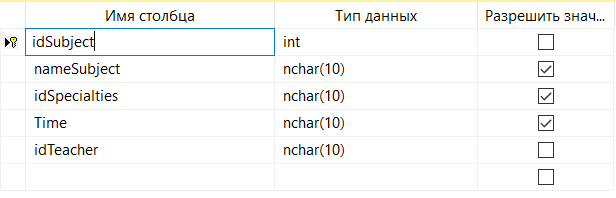 Имя столбца Тип данных Разрешить знач...
idSubject int
nameSubject nchar(10)
idSpecialties nchar(10)
Time nchar(10)
idTeacher nchar(10)